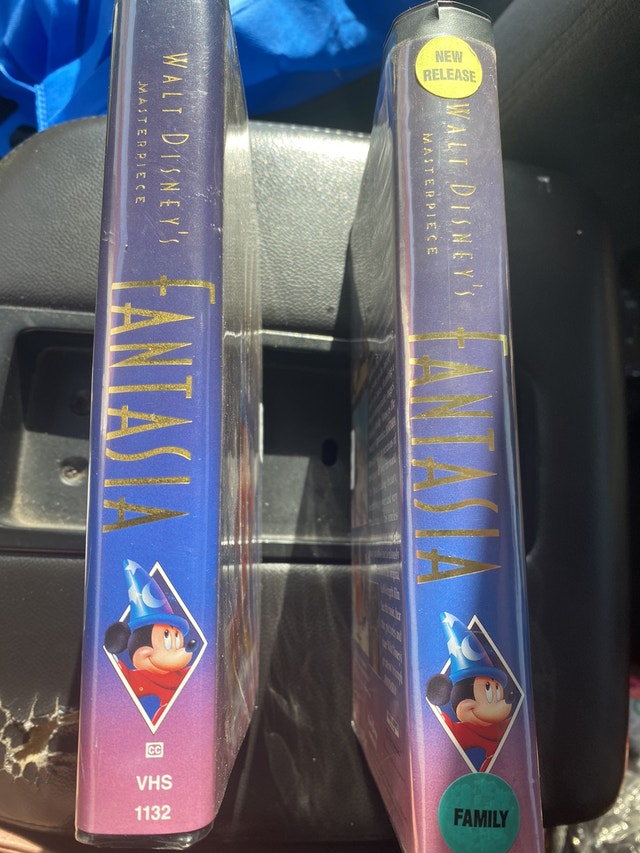 WALT DISNEY'S
MASTERPIECE
FANTASIA
CC
VHS
1132
NEW
RELEASE
WALT DISNEY'S
MASTERPIECE
FANTASIA
FAMILY